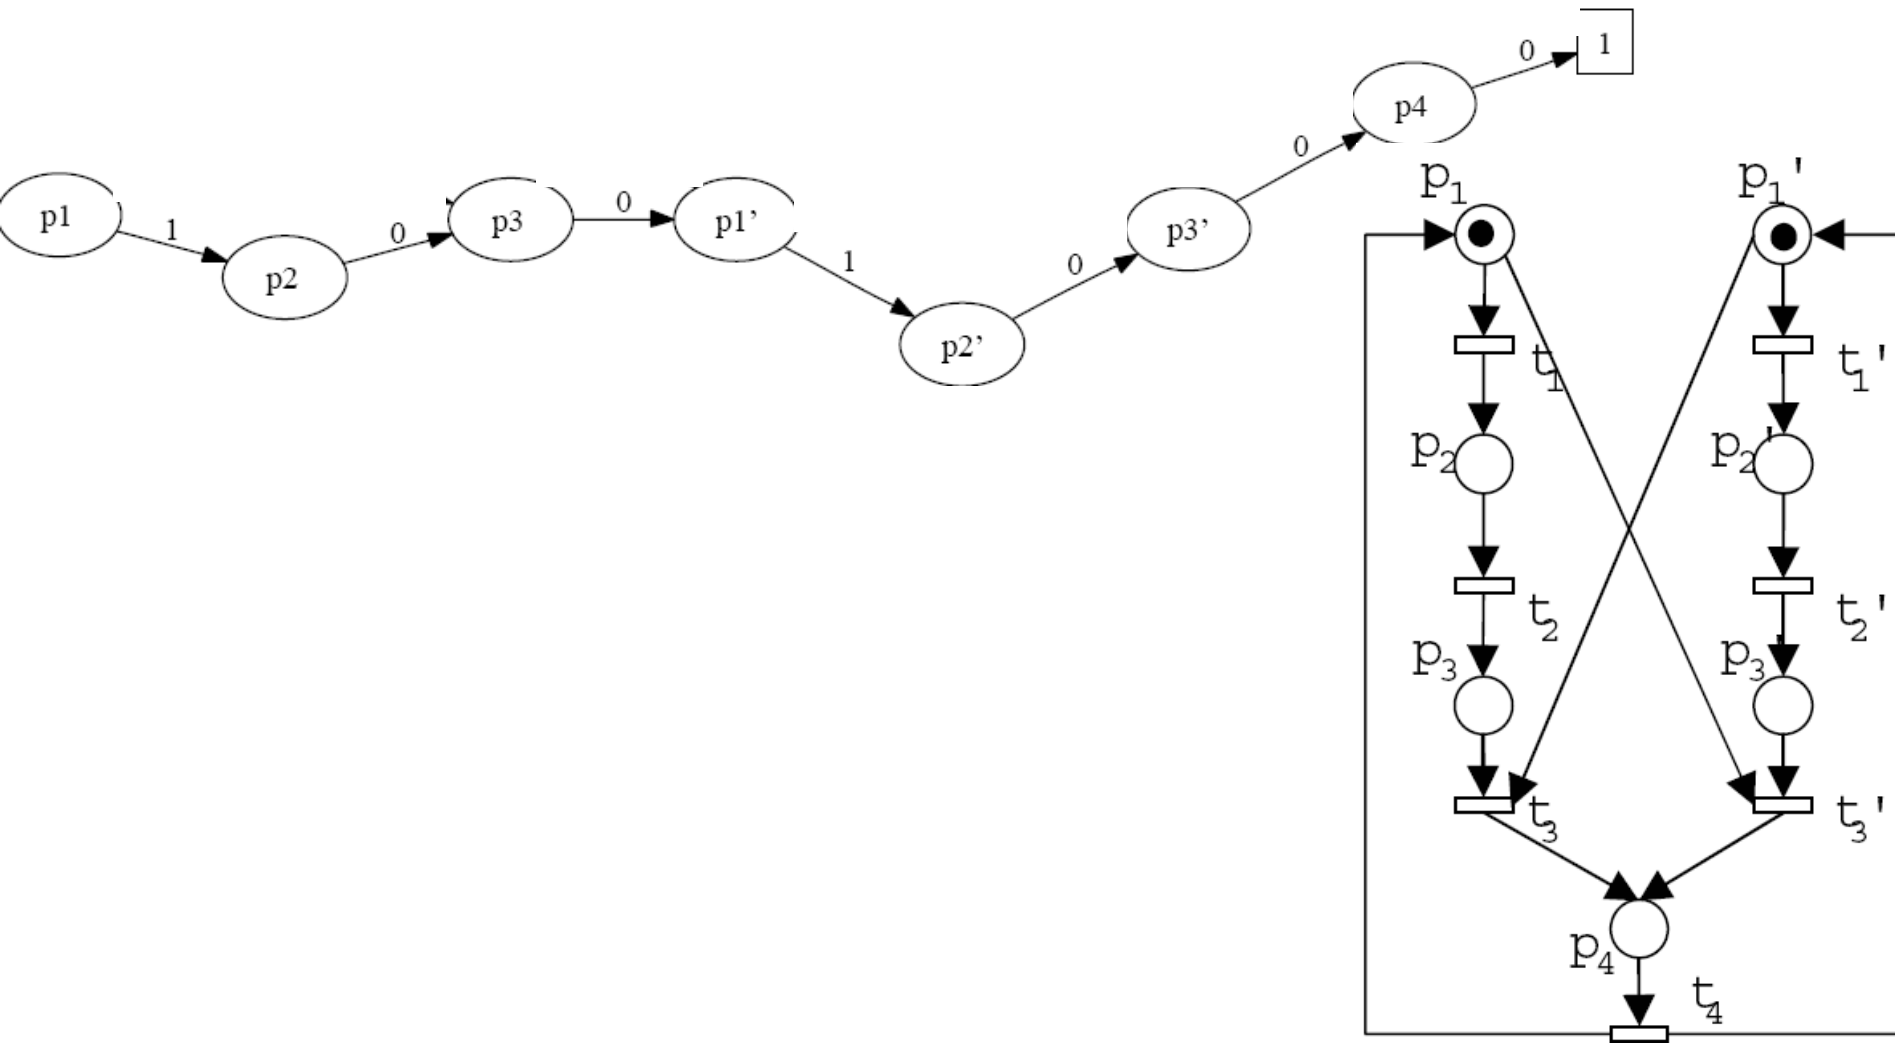 0 1
p4
0
p1 1 p2 0 p3 0 p1’ 1 p2’ 0 p3’
p1 p1'
t1 t1'
p2 p2'
t2 t2'
p3 p3'
t3 t3'
p4
t4